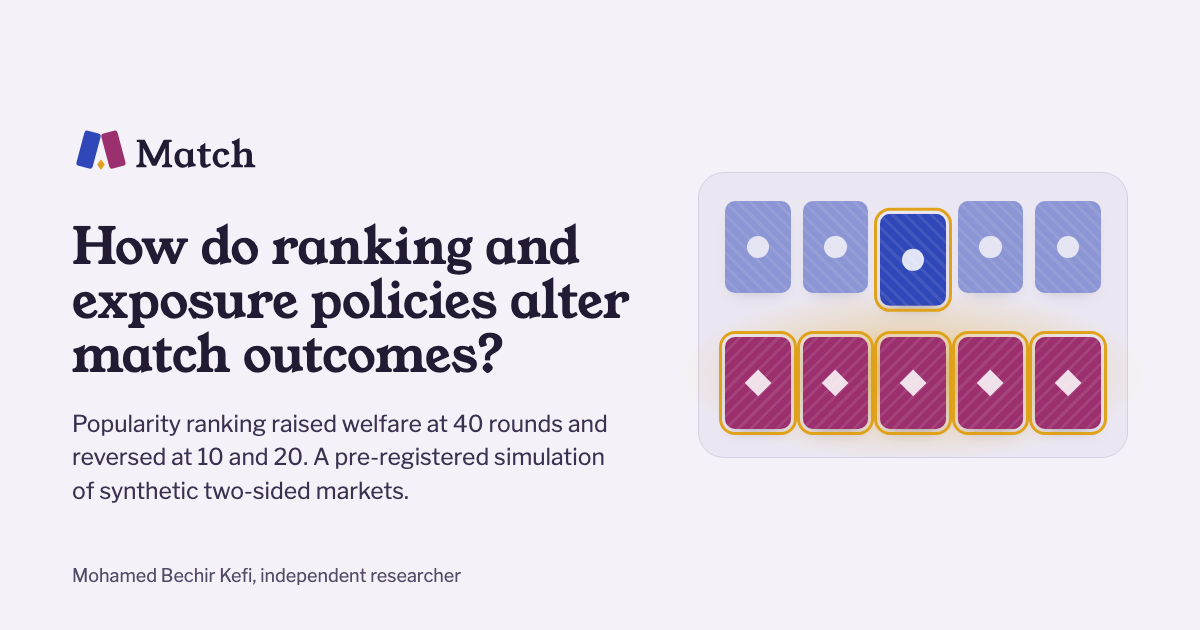 Match
How do ranking and
exposure policies alter
match outcomes?
Popularity ranking raised welfare at 40 rounds and
reversed at 10 and 20. A pre-registered simulation
of synthetic two-sided markets.
Mohamed Bechir Kefi, independent researcher